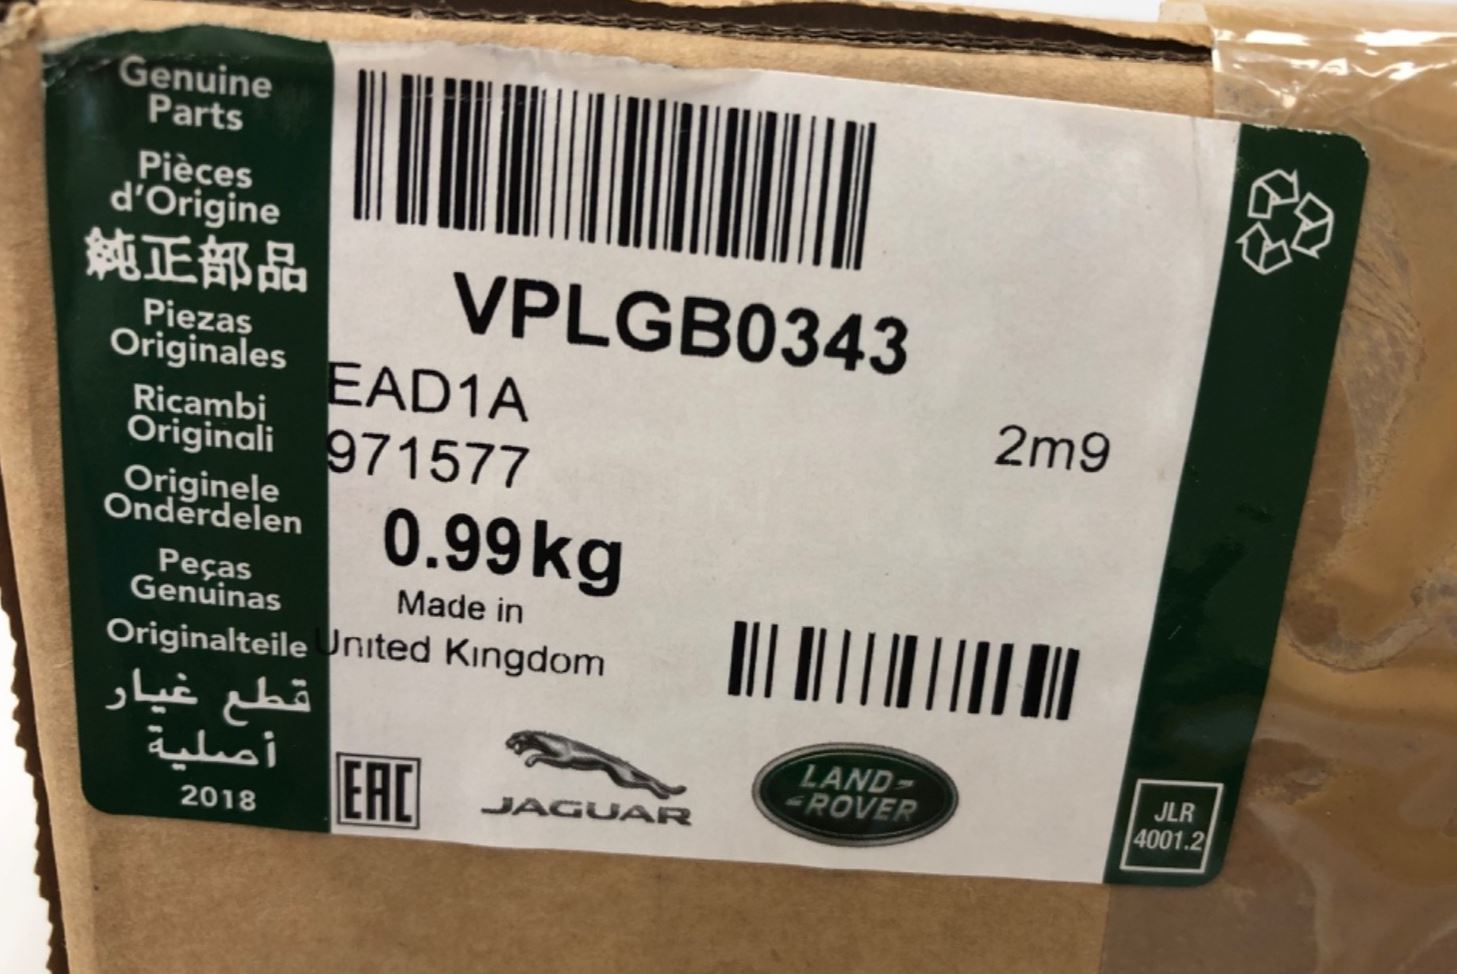 Genuine
Parts
Pièces
d'Origine
純正部品
Piezas
Originales
Ricambi
Originali
Originele
Onderdelen
Peças
Genuinas
Originalteile
قطع غيار
أصلية
2018
VPLGB0343
EAD1A
971577
2m9
0.99kg
Made in
United Kingdom
EAC
JAGUAR
LAND-
-ROVER
JLR
4001.2